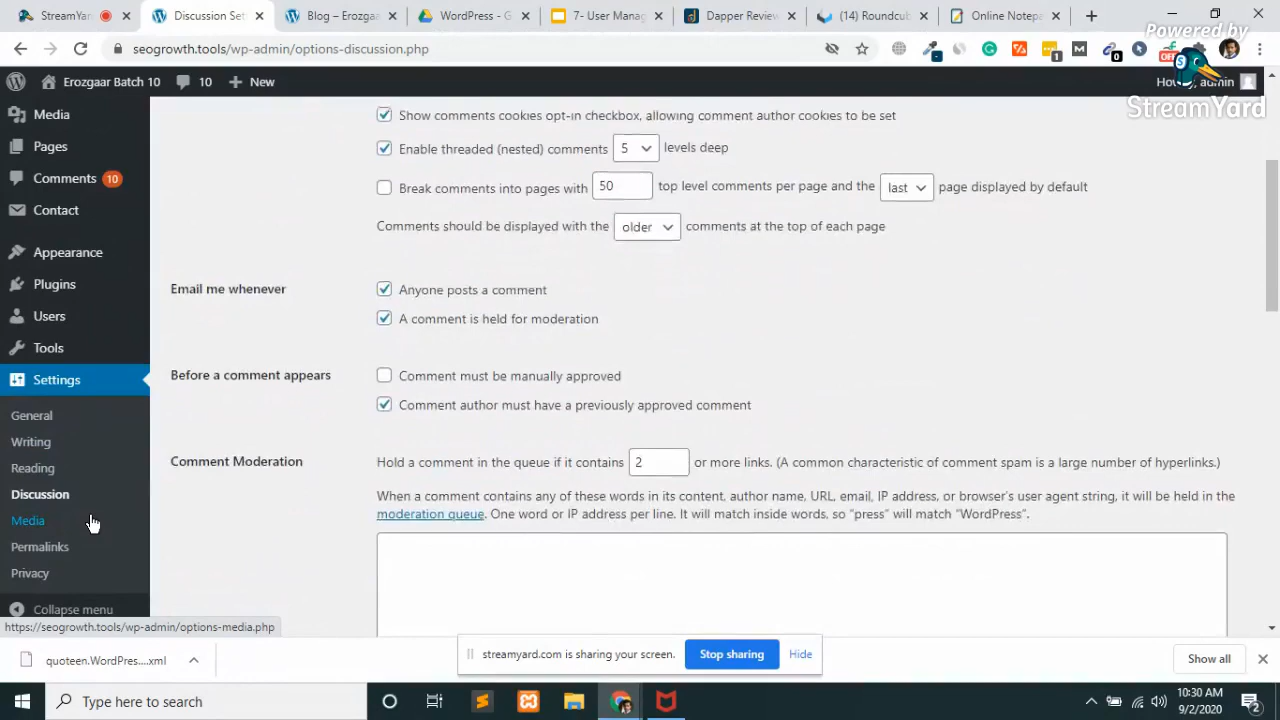 StreamYar
Discussion Set
Blog – Erozgaar
WordPress - G
7- User Manag
Dapper Review
(14) Roundcub
Online Notepa
Powered by
StreamYard
seogrowth.tools/wp-admin/options-discussion.php
1
0
OFF
Erozgaar Batch 10
10
New
admin
Media
Pages
Comments 10
Contact
Appearance
Plugins
Users
Tools
Settings
General
Writing
Reading
Discussion
Media
Permalinks
Privacy
Collapse menu
Show comments cookies opt-in checkbox, allowing comment author cookies to be set
Enable threaded (nested) comments 5 levels deep
Break comments into pages with 50 top level comments per page and the last page displayed by default
Comments should be displayed with the older comments at the top of each page
Email me whenever
Anyone posts a comment
A comment is held for moderation
Before a comment appears
Comment must be manually approved
Comment author must have a previously approved comment
Comment Moderation
Hold a comment in the queue if it contains 2 or more links. (A common characteristic of comment spam is a large number of hyperlinks.)
When a comment contains any of these words in its content, author name, URL, email, IP address, or browser's user agent string, it will be held in the
moderation queue. One word or IP address per line. It will match inside words, so "press" will match "WordPress".
https://seogrowth.tools/wp-admin/options-media.php
quoteen.WordPres....xml
streamyard.com is sharing your screen.
Stop sharing
Hide
Show all
Type here to search
10:30 AM
9/2/2020
2